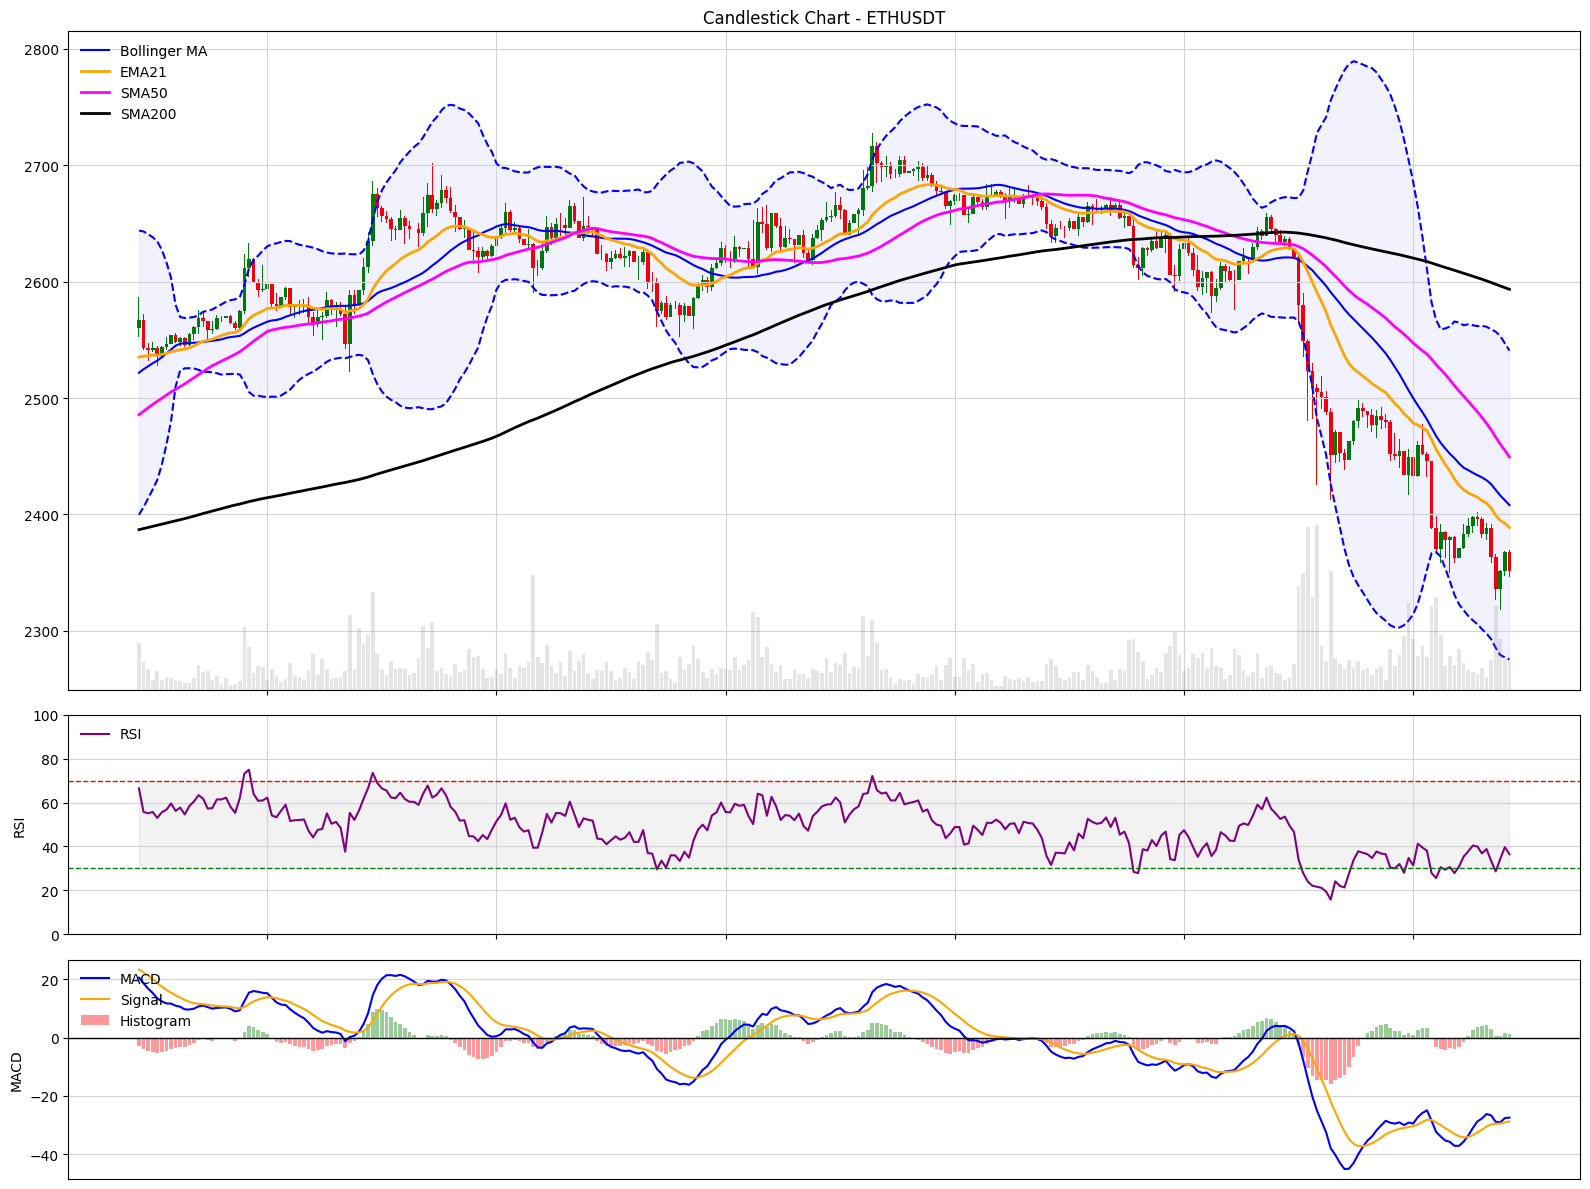 Candlestick Chart - ETHUSDT
2800
2700
2600
2500
2400
2300
Bollinger MA
EMA21
SMA50
SMA200
RSI
100
80
60
40
20
0
RSI
MACD
20
0
−20
−40
MACD
Signal
Histogram